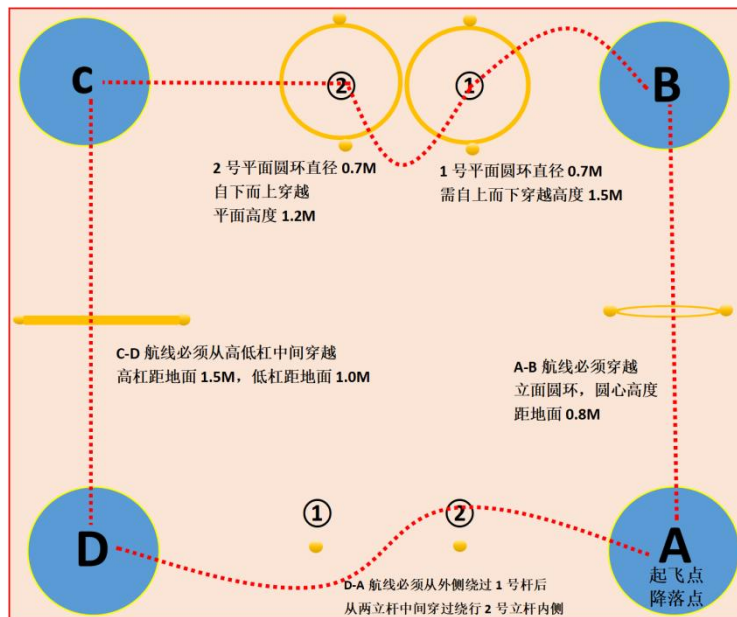 c
②
①
B
2 号平面圆环直径 0.7M
自下而上穿越
平面高度 1.2M
1 号平面圆环直径 0.7M
需自上而下穿越高度 1.5M
C-D 航线必须从高低杠中间穿越
高杠距地面 1.5M，低杠距地面 1.0M
A-B 航线必须穿越
立面圆环，圆心高度
距地面 0.8M
①
②
D
A
起飞点
降落点
D-A 航线必须从外侧绕过 1 号杆后
从两立杆中间穿过绕行 2 号立杆内侧